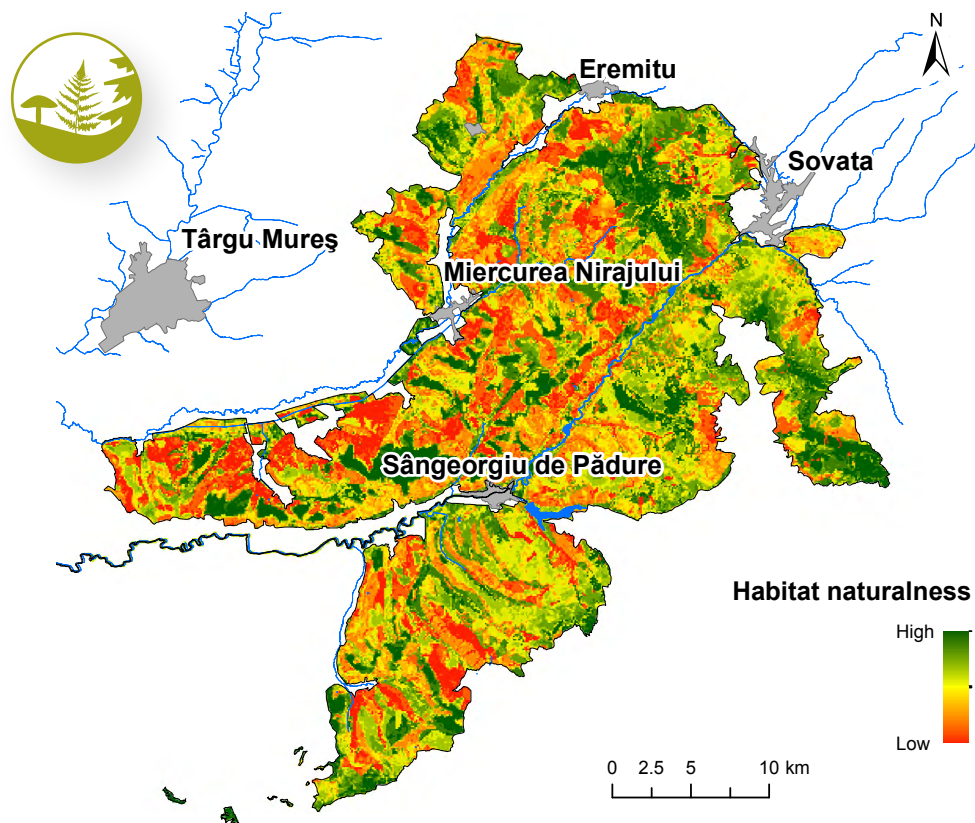 N
Eremitu
Sovata
Târgu Mureş
Miercurea Nirajului
Sângeorgiu de Pădure
Habitat naturalness
High
Low
0 2.5 5 10 km